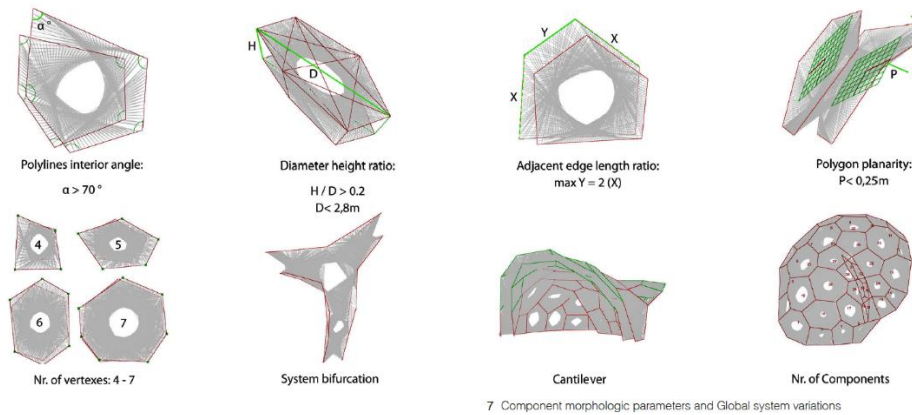 α °
H
D
Y
X
X
P
Polylines interior angle:
α > 70 °
Diameter height ratio:
H / D > 0.2
D< 2,8m
Adjacent edge length ratio:
max Y = 2 (X)
Polygon planarity:
P< 0,25m
4
5
6
7
Nr. of vertexes: 4 - 7
System bifurcation
Cantilever
Nr. of Components
7 Component morphologic parameters and Global system variations